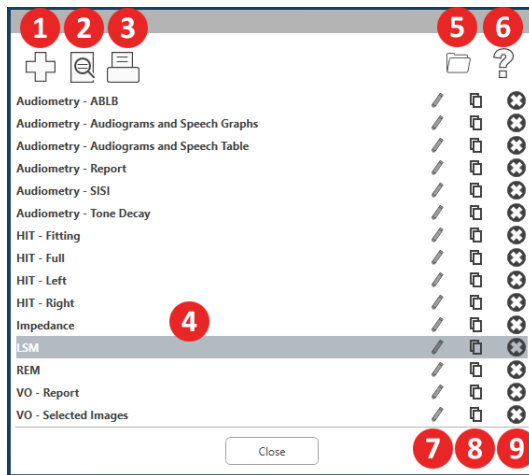 1 2 3 5 6
?
Audiometry - ABLB
Audiometry - Audiograms and Speech Graphs
Audiometry - Audiograms and Speech Table
Audiometry - Report
Audiometry - SISI
Audiometry - Tone Decay
HIT - Fitting
HIT - Full
HIT - Left
HIT - Right
Impedance
4
LSM
REM
VO - Report
VO - Selected Images
Close
7 8 9